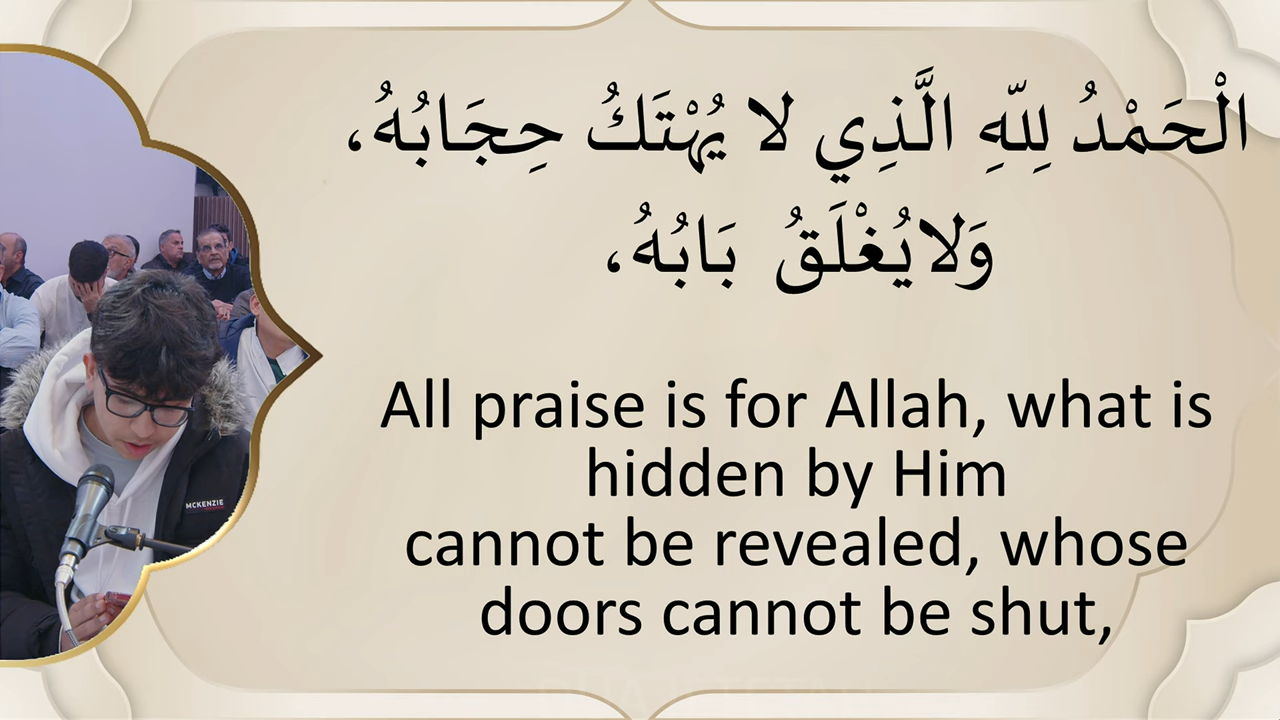 الْحَمْدُ لِلّهِ الَّذِي لا يُهْتَكُ حِجَابُهُ،
وَلايُغْلَقُ بَابُهُ،
All praise is for Allah, what is
hidden by Him
cannot be revealed, whose
doors cannot be shut,
MCKENZIE